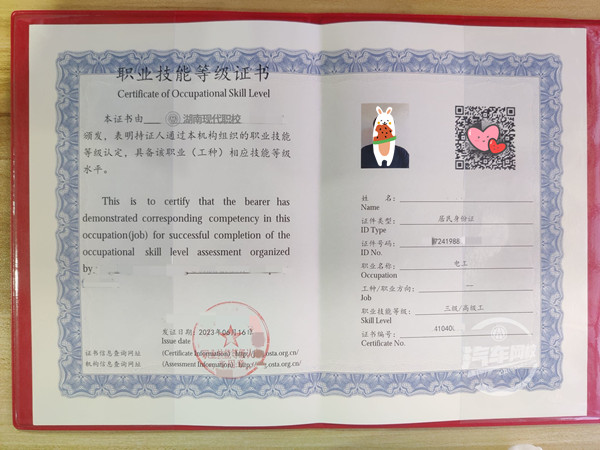 职业技能等级证书
Certificate of Occupational Skill Level
本证书由 湖南现代职校
颁发，表明持证人通过本机构组织的职业技能
等级认定，具备该职业（工种）相应技能等级
水平。
This is to certify that the bearer has
demonstrated corresponding competency in this
occupation(job) for successful completion of the
occupational skill level assessment organized
by
发证日期：2023年06月16日
Issue date
证书信息查询网址 (Certificate Information): http://osta.org.cn/
机构信息查询网址 (Assessment Information): http://osta.org.cn/
姓 名：
Name
证件类型： 居民身份证
ID Type
证件号码： 7241988
ID No.
职业名称： 电工
Occupation
工种/职业方向： —
Job
职业技能等级： 三级/高级工
Skill Level
证书编号： 41040
Certificate No.